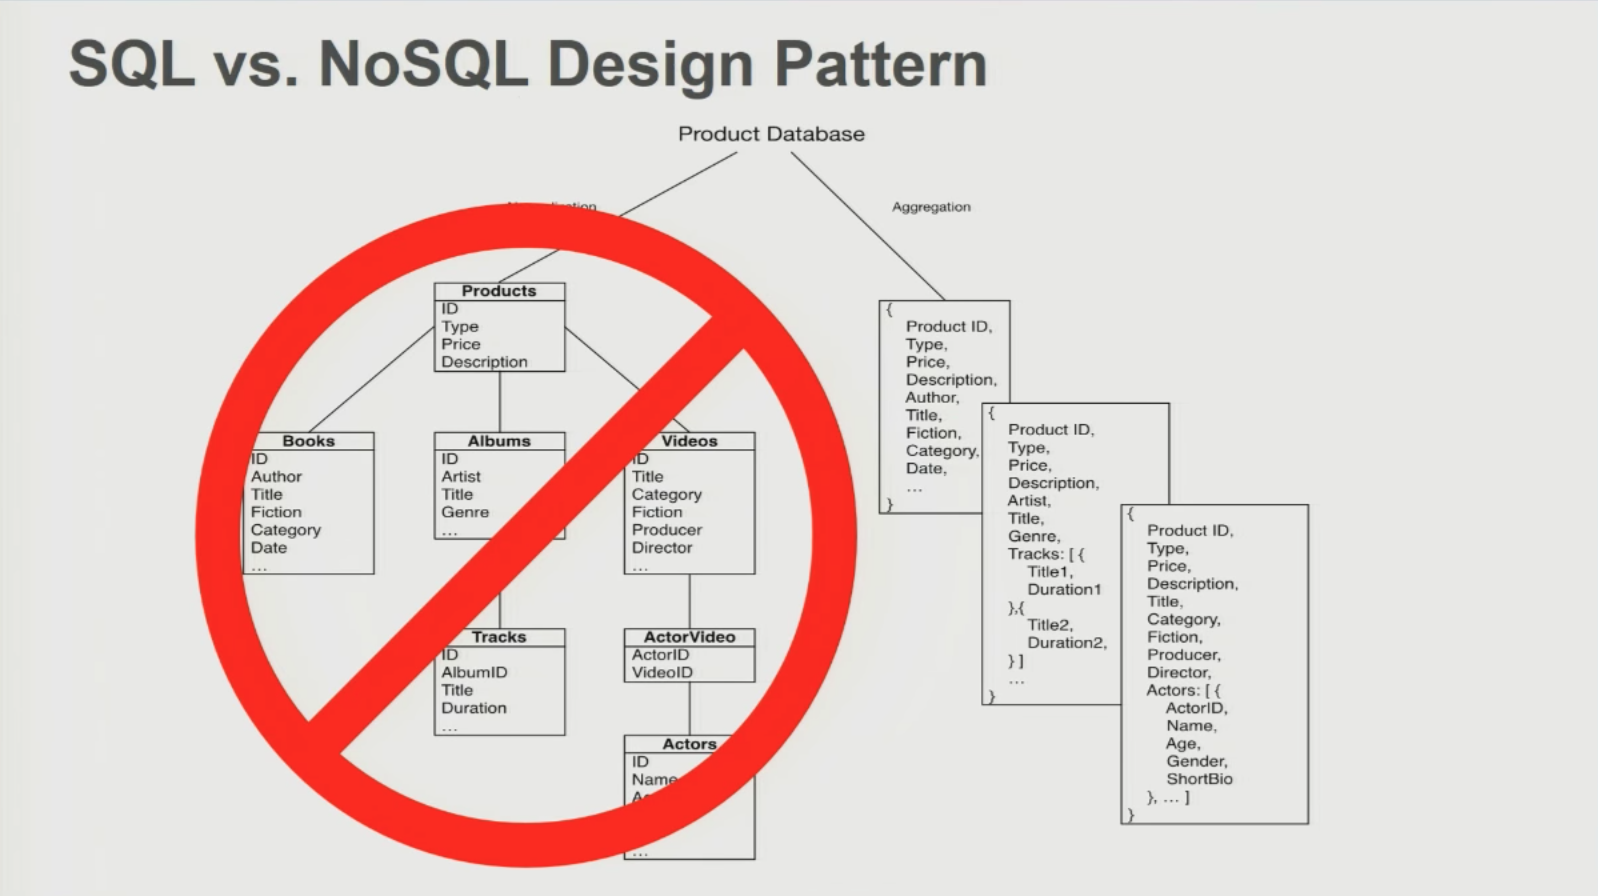 SQL vs. NoSQL Design Pattern
Product Database
Aggregation
Products
ID
Type
Price
Description
Books
ID
Author
Title
Fiction
Category
Date
...
Albums
ID
Artist
Title
Genre
...
Videos
ID
Title
Category
Fiction
Producer
Director
...
Tracks
ID
AlbumID
Title
Duration
...
ActorVideo
ActorID
VideoID
Actors
ID
Name
...
{
Product ID,
Type,
Price,
Description,
Author,
Title,
Fiction,
Category,
Date,
...
}
{
Product ID,
Type,
Price,
Description,
Artist,
Title,
Genre,
Tracks: [ {
Title1,
Duration1
},{
Title2,
Duration2,
} ]
...
}
{
Product ID,
Type,
Price,
Description,
Title,
Category,
Fiction,
Producer,
Director,
Actors: [ {
ActorID,
Name,
Age,
Gender,
ShortBio
}, ... ]
}